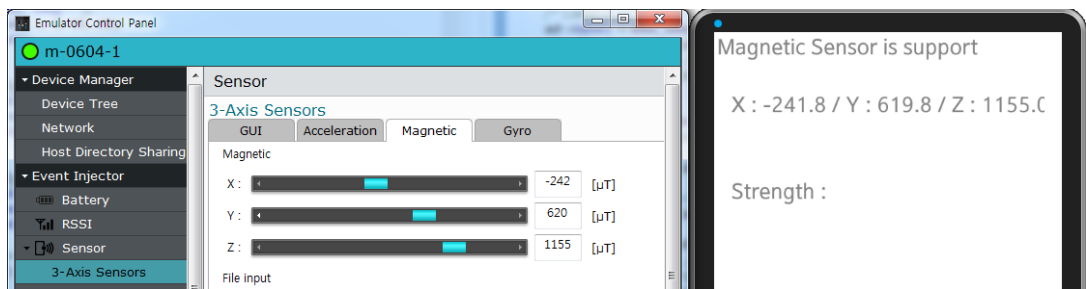 Emulator Control Panel
m-0604-1
Device Manager
Device Tree
Network
Host Directory Sharing
Event Injector
Battery
RSSI
Sensor
3-Axis Sensors
Sensor
3-Axis Sensors
GUI Acceleration Magnetic Gyro
Magnetic
X : -242 [µT]
Y : 620 [µT]
Z : 1155 [µT]
File input
Magnetic Sensor is support
X : -241.8 / Y : 619.8 / Z : 1155.0
Strength :